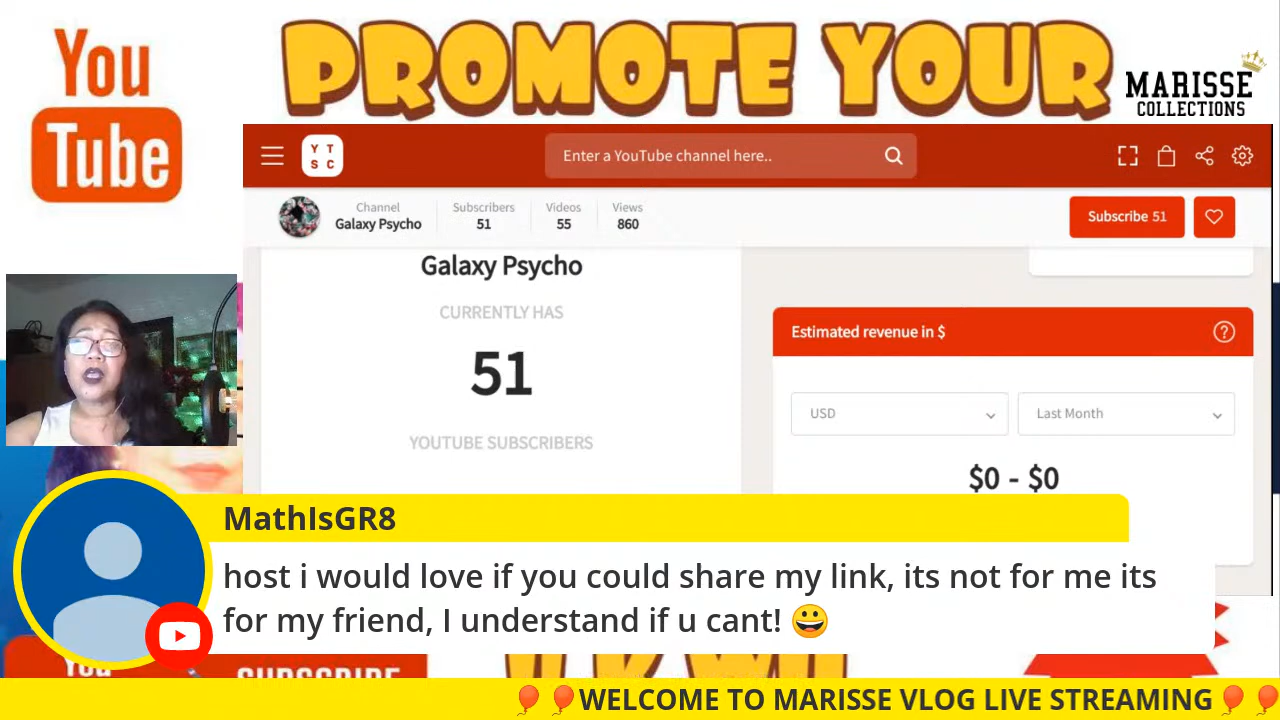 You
Tube
PROMOTE YOUR
MARISSE
COLLECTIONS
Y T
S C
Enter a YouTube channel here..
Channel
Galaxy Psycho
Subscribers
51
Videos
55
Views
860
Subscribe 51
Galaxy Psycho
CURRENTLY HAS
51
YOUTUBE SUBSCRIBERS
Estimated revenue in $
?
USD
Last Month
$0 - $0
MathIsGR8
host i would love if you could share my link, its not for me its
for my friend, I understand if u cant! 😀
You
SUBSCRIBE
🎈🎈WELCOME TO MARISSE VLOG LIVE STREAMING🎈🎈